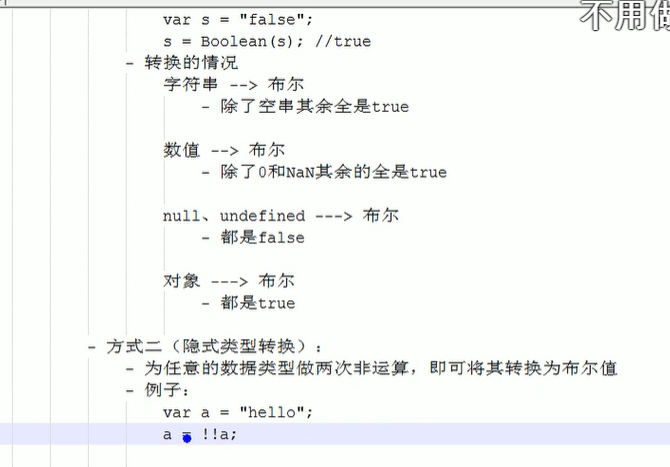 不用做
var s = "false";
s = Boolean(s); //true
- 转换的情况
字符串 --> 布尔
- 除了空串其余全是true
数值 --> 布尔
- 除了0和NaN其余的全是true
null、undefined ---> 布尔
- 都是false
对象 ---> 布尔
- 都是true
- 方式二（隐式类型转换）：
- 为任意的数据类型做两次非运算，即可将其转换为布尔值
- 例子：
var a = "hello";
a = !!a;